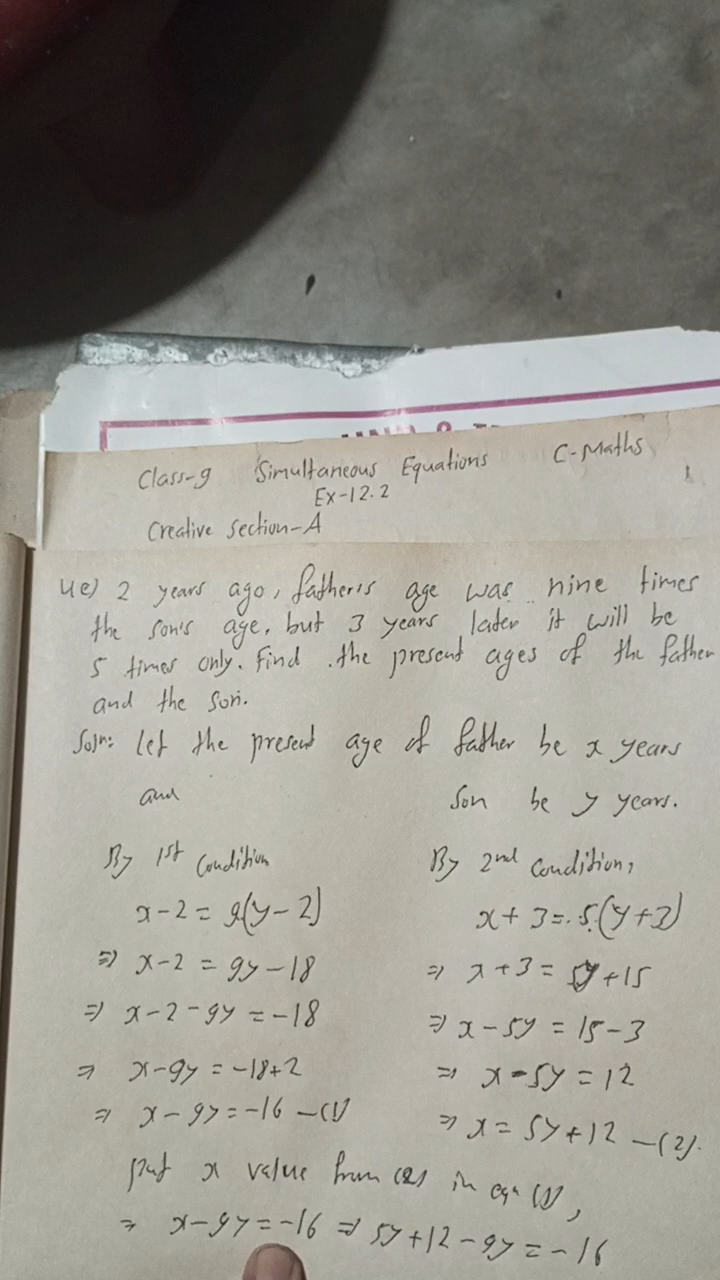 Class-9 Simultaneous Equations C-Maths
Ex-12.2
Creative Section-A
4e) 2 years ago, father's age was nine times
the son's age, but 3 years later it will be
5 times only. Find the present ages of the father
and the son.
Soln: let the present age of father be x years
and son be y years.
By 1st Condition
x-2 = 9(y-2)
⇒ x-2 = 9y-18
⇒ x-2-9y = -18
⇒ x-9y = -18+2
⇒ x-9y = -16 -(1)
By 2nd Condition,
x+3 = 5(y+3)
⇒ x+3 = 5y+15
⇒ x-5y = 15-3
⇒ x-5y = 12
⇒ x = 5y+12 -(2).
put x value from (2) in eqn (1),
⇒ x-9y = -16 ⇒ 5y+12-9y = -16